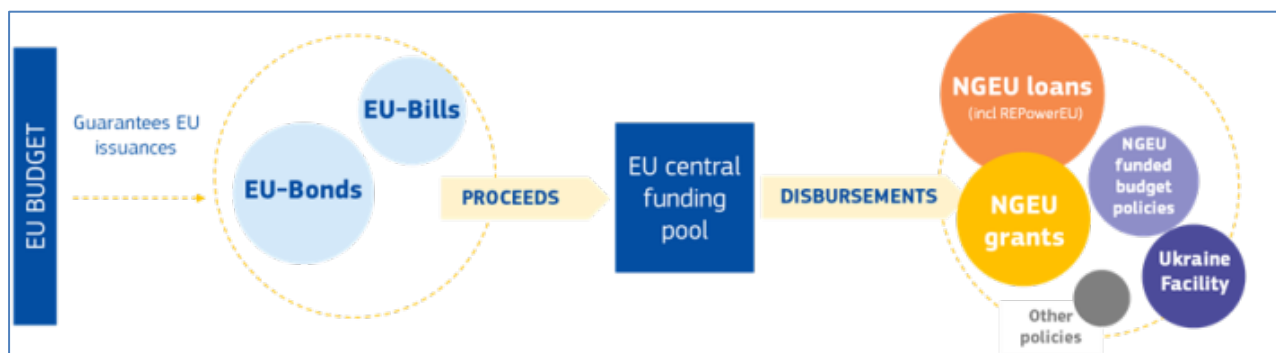 EU BUDGET
Guarantees EU
issuances
EU-Bills
EU-Bonds
PROCEEDS
EU central
funding
pool
DISBURSEMENTS
NGEU loans
(incl REPowerEU)
NGEU
grants
NGEU
funded
budget
policies
Ukraine
Facility
Other
policies